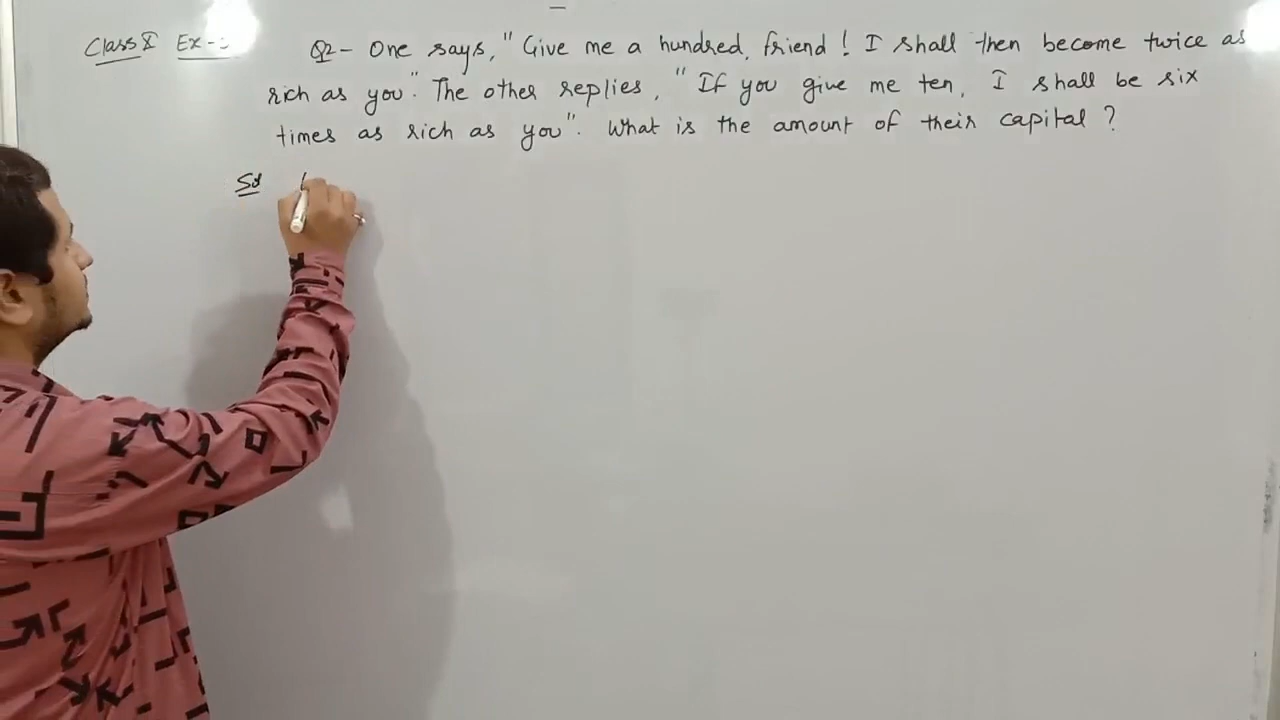 Class X Ex-: Q2- One says, "Give me a hundred, friend! I shall then become twice as
rich as you". The other replies, "If you give me ten, I shall be six
times as rich as you". What is the amount of their capital?
Sol